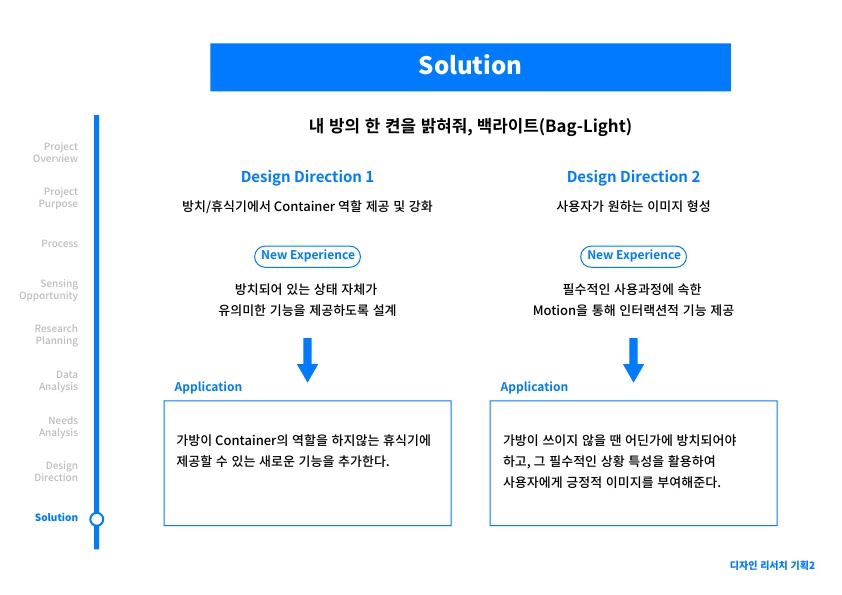 Solution
내 방의 한 켠을 밝혀줘, 백라이트(Bag-Light)
Project
Overview
Project
Purpose
Process
Sensing
Opportunity
Research
Planning
Data
Analysis
Needs
Analysis
Design
Direction
Solution
Design Direction 1
방치/휴식기에서 Container 역할 제공 및 강화
New Experience
방치되어 있는 상태 자체가
유의미한 기능을 제공하도록 설계
Application
가방이 Container의 역할을 하지않는 휴식기에
제공할 수 있는 새로운 기능을 추가한다.
Design Direction 2
사용자가 원하는 이미지 형성
New Experience
필수적인 사용과정에 속한
Motion을 통해 인터랙션적 기능 제공
Application
가방이 쓰이지 않을 땐 어딘가에 방치되어야
하고, 그 필수적인 상황 특성을 활용하여
사용자에게 긍정적 이미지를 부여해준다.
디자인 리서치 기획2